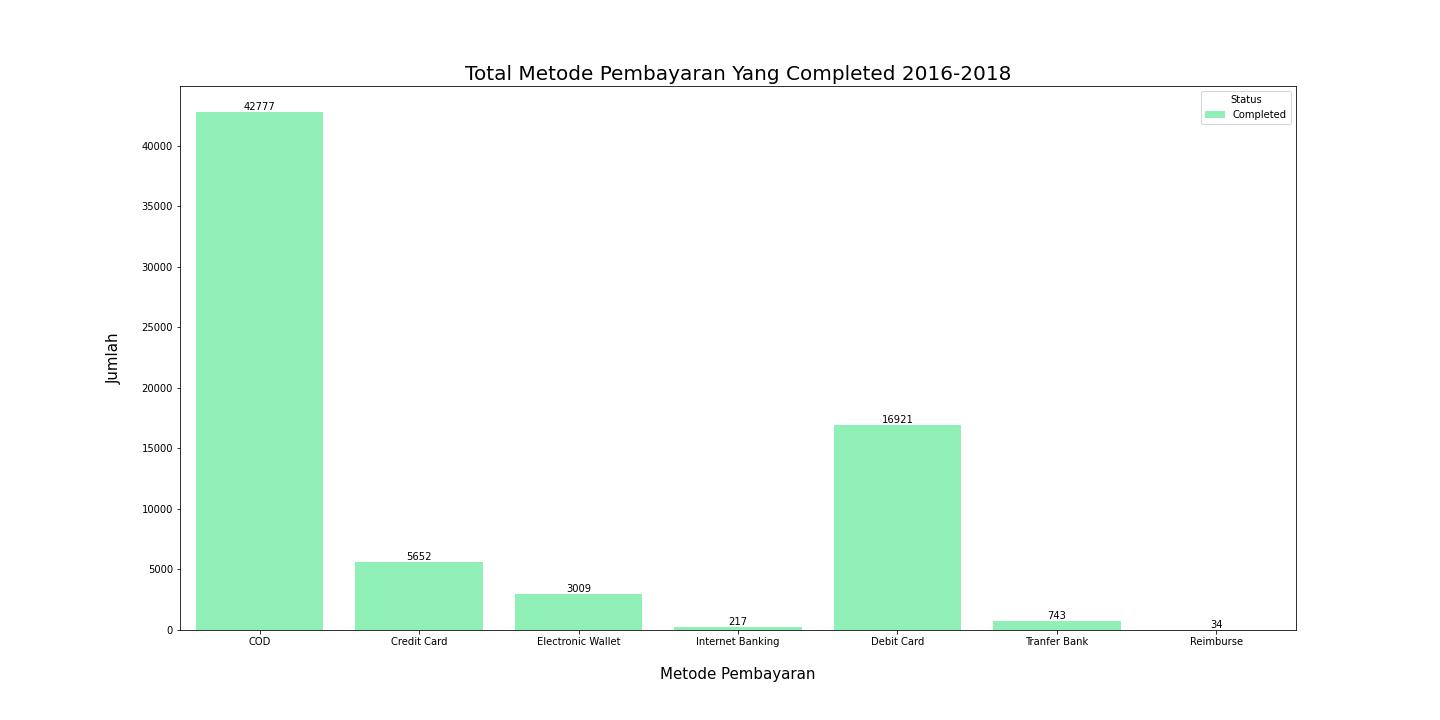 Total Metode Pembayaran Yang Completed 2016-2018
Status
Completed
42777
5652
3009
217
16921
743
34
40000
35000
30000
25000
20000
15000
10000
5000
0
Jumlah
COD
Credit Card
Electronic Wallet
Internet Banking
Debit Card
Tranfer Bank
Reimburse
Metode Pembayaran